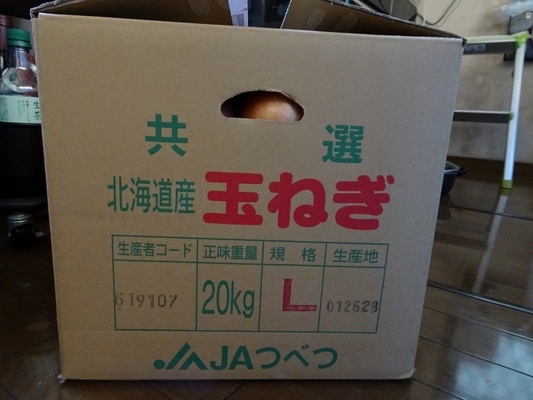 共 選
北海道産 玉ねぎ
生産者コード 正味重量 規格 生産地
619107 20kg L 012628
JAつべつ